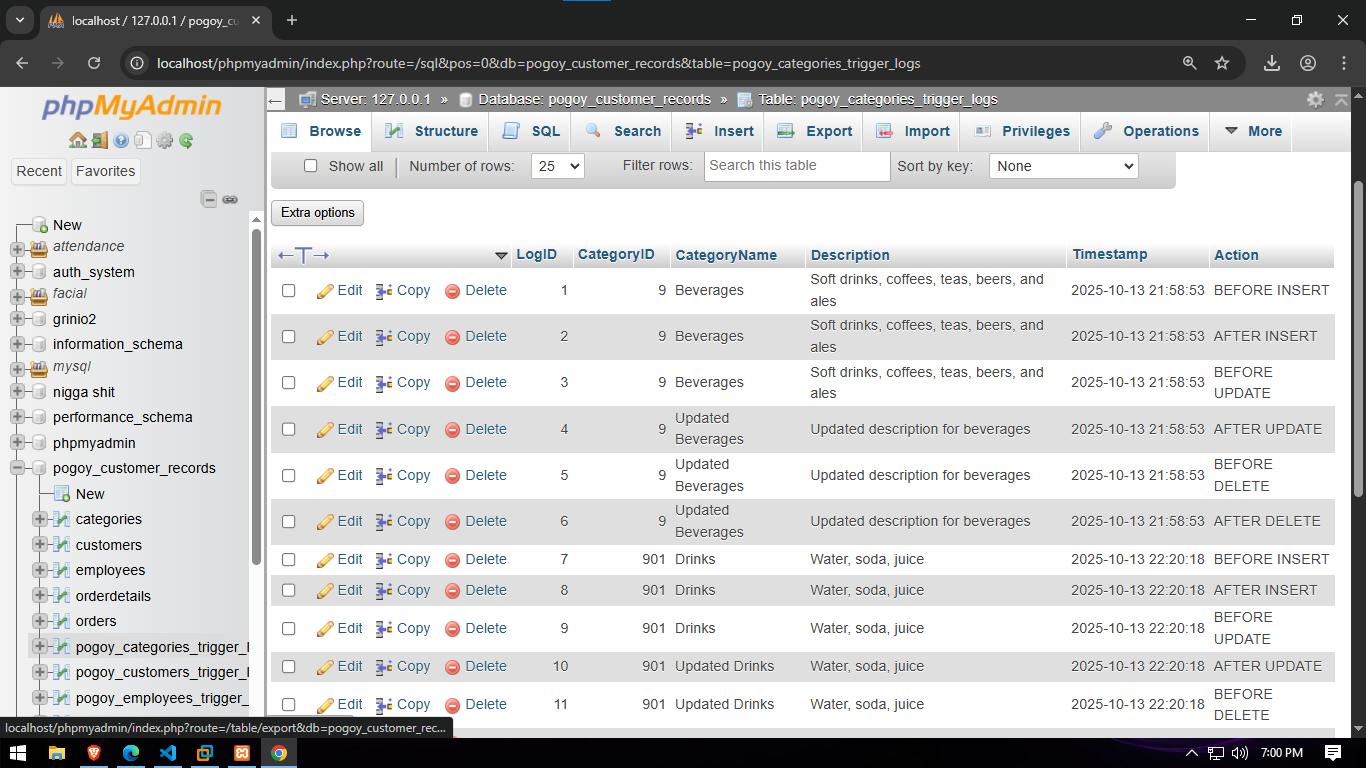 localhost / 127.0.0.1 / pogoy_cu
localhost/phpmyadmin/index.php?route=/sql&pos=0&db=pogoy_customer_records&table=pogoy_categories_trigger_logs
phpMyAdmin
Recent
Favorites
New
attendance
auth_system
facial
grinio2
information_schema
mysql
nigga shit
performance_schema
phpmyadmin
pogoy_customer_records
New
categories
customers
employees
orderdetails
orders
pogoy_categories_trigger_l
pogoy_customers_trigger_l
pogoy_employees_trigger_
Server: 127.0.0.1 » Database: pogoy_customer_records » Table: pogoy_categories_trigger_logs
Browse Structure SQL Search Insert Export Import Privileges Operations More
Show all Number of rows: 25 Filter rows: Search this table Sort by key: None
Extra options
←T→ LogID CategoryID CategoryName Description Timestamp Action
Edit Copy Delete 1 9 Beverages Soft drinks, coffees, teas, beers, and
ales 2025-10-13 21:58:53 BEFORE INSERT
Edit Copy Delete 2 9 Beverages Soft drinks, coffees, teas, beers, and
ales 2025-10-13 21:58:53 AFTER INSERT
Edit Copy Delete 3 9 Beverages Soft drinks, coffees, teas, beers, and
ales 2025-10-13 21:58:53 BEFORE
UPDATE
Edit Copy Delete 4 9 Updated
Beverages Updated description for beverages 2025-10-13 21:58:53 AFTER UPDATE
Edit Copy Delete 5 9 Updated
Beverages Updated description for beverages 2025-10-13 21:58:53 BEFORE
DELETE
Edit Copy Delete 6 9 Updated
Beverages Updated description for beverages 2025-10-13 21:58:53 AFTER DELETE
Edit Copy Delete 7 901 Drinks Water, soda, juice 2025-10-13 22:20:18 BEFORE INSERT
Edit Copy Delete 8 901 Drinks Water, soda, juice 2025-10-13 22:20:18 AFTER INSERT
Edit Copy Delete 9 901 Drinks Water, soda, juice 2025-10-13 22:20:18 BEFORE
UPDATE
Edit Copy Delete 10 901 Updated Drinks Water, soda, juice 2025-10-13 22:20:18 AFTER UPDATE
Edit Copy Delete 11 901 Updated Drinks Water, soda, juice 2025-10-13 22:20:18 BEFORE
DELETE
localhost/phpmyadmin/index.php?route=/table/export&db=pogoy_customer_rec...
7:00 PM